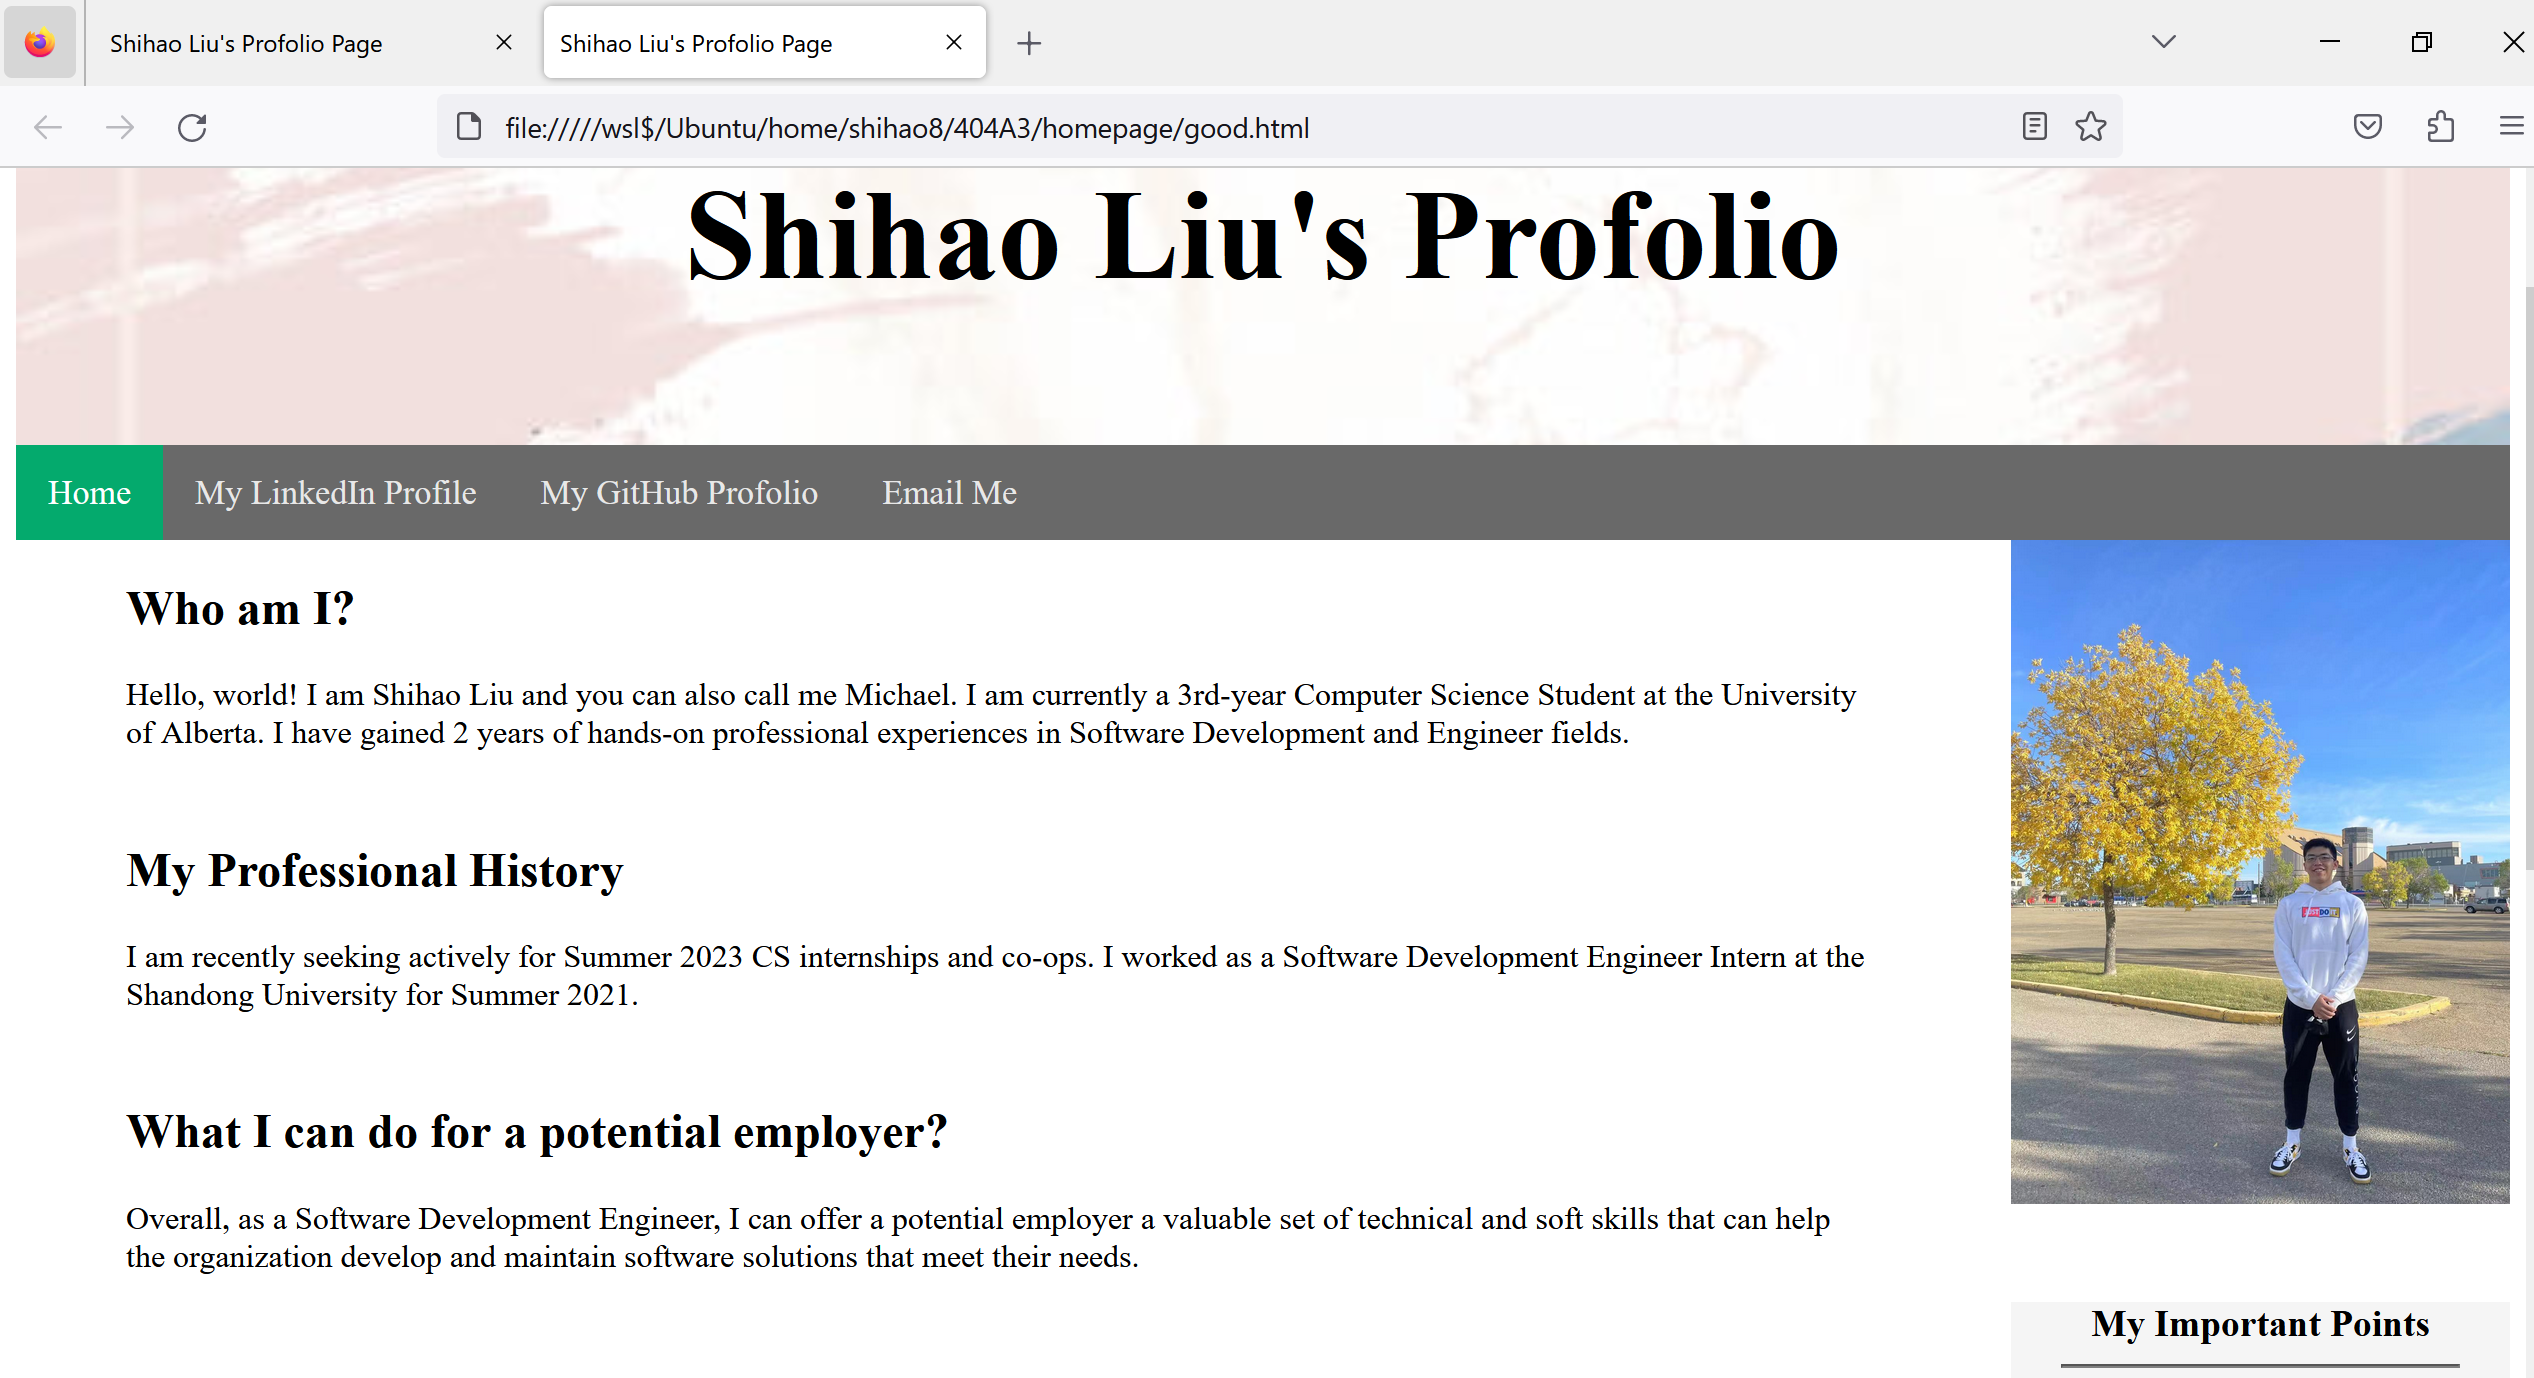 Shihao Liu's Profolio Page
Shihao Liu's Profolio Page
file://///wsl$/Ubuntu/home/shihao8/404A3/homepage/good.html
Shihao Liu's Profolio
Home My LinkedIn Profile My GitHub Profolio Email Me
Who am I?
Hello, world! I am Shihao Liu and you can also call me Michael. I am currently a 3rd-year Computer Science Student at the University
of Alberta. I have gained 2 years of hands-on professional experiences in Software Development and Engineer fields.
My Professional History
I am recently seeking actively for Summer 2023 CS internships and co-ops. I worked as a Software Development Engineer Intern at the
Shandong University for Summer 2021.
What I can do for a potential employer?
Overall, as a Software Development Engineer, I can offer a potential employer a valuable set of technical and soft skills that can help
the organization develop and maintain software solutions that meet their needs.
JUST DO IT
My Important Points